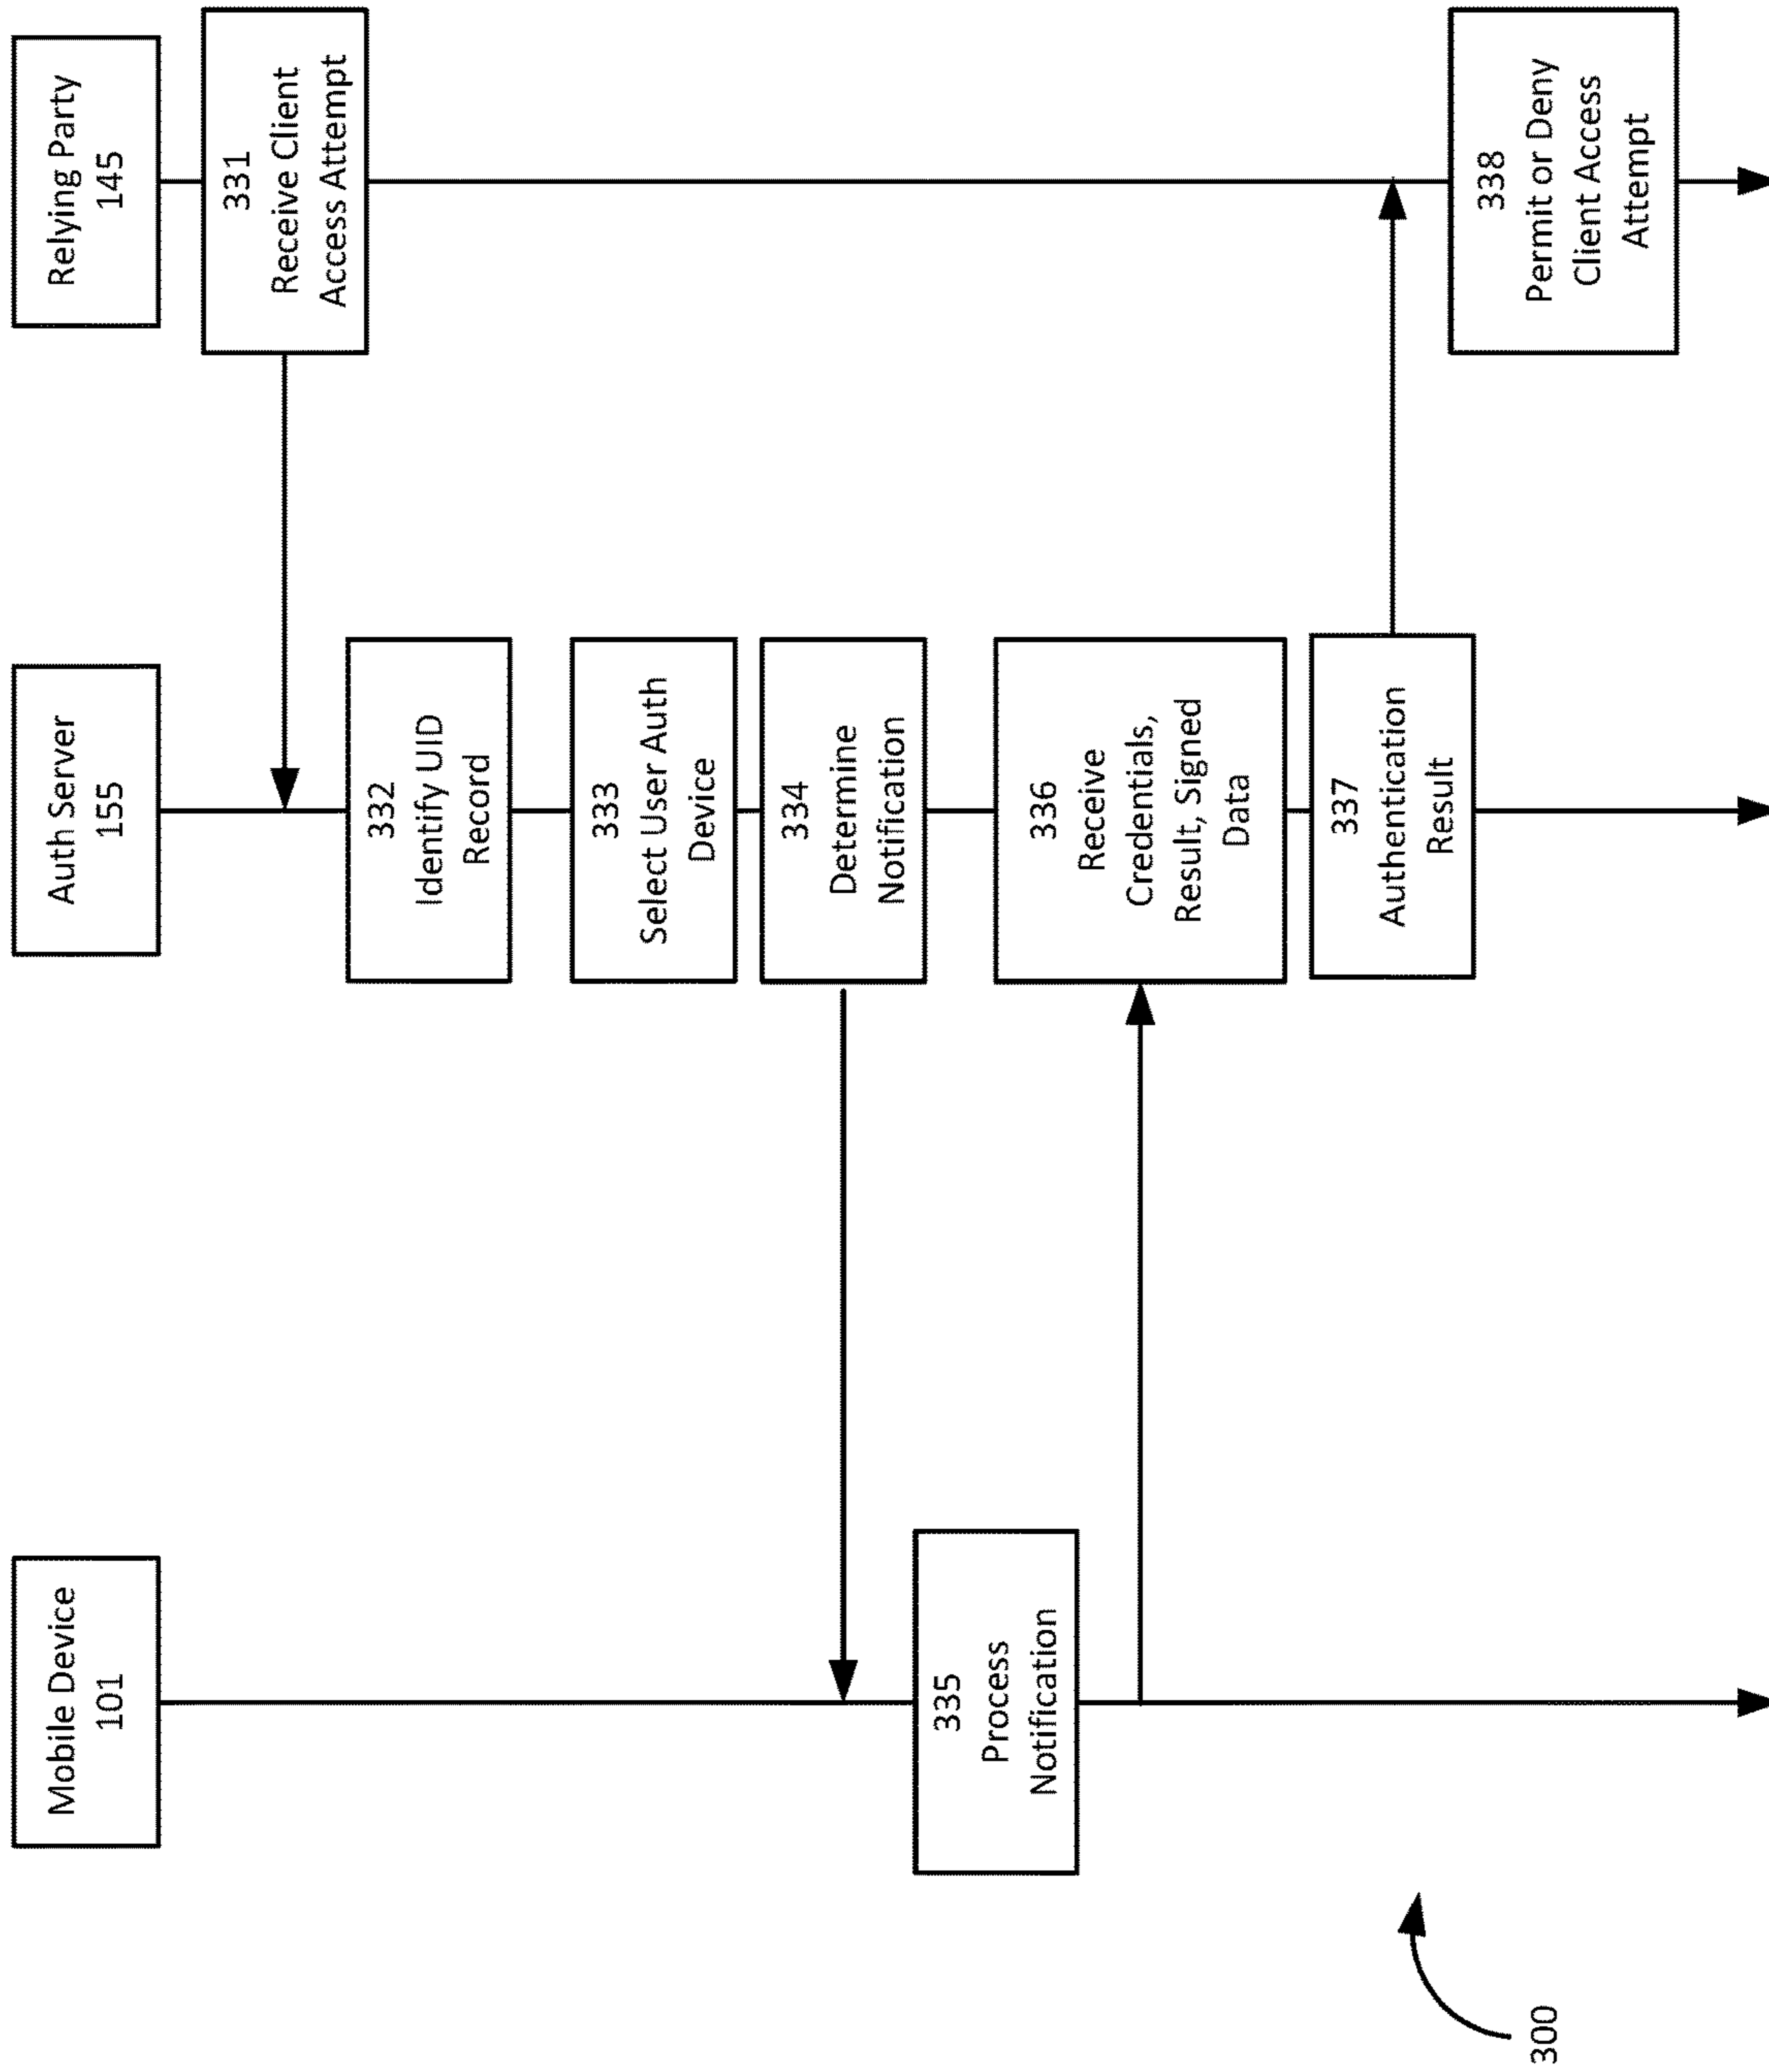 Mobile Device
101
Auth Server
155
Relying Party
145
331
Receive Client
Access Attempt
332
Identify UID
Record
333
Select User Auth
Device
334
Determine
Notification
335
Process
Notification
336
Receive
Credentials,
Result, Signed
Data
337
Authentication
Result
338
Permit or Deny
Client Access
Attempt
300